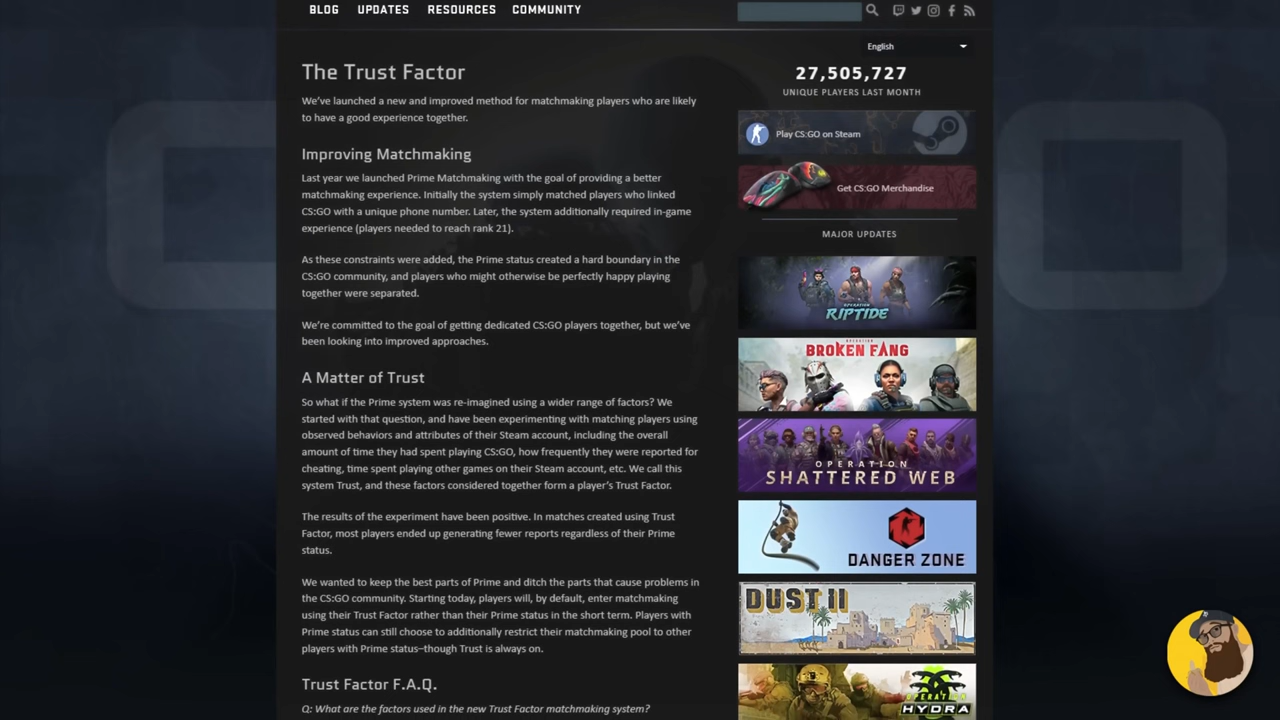 BLOG UPDATES RESOURCES COMMUNITY
English
The Trust Factor
We've launched a new and improved method for matchmaking players who are likely
to have a good experience together.
Improving Matchmaking
Last year we launched Prime Matchmaking with the goal of providing a better
matchmaking experience. Initially the system simply matched players who linked
CS:GO with a unique phone number. Later, the system additionally required in-game
experience (players needed to reach rank 21).
As these constraints were added, the Prime status created a hard boundary in the
CS:GO community, and players who might otherwise be perfectly happy playing
together were separated.
We're committed to the goal of getting dedicated CS:GO players together, but we've
been looking into improved approaches.
A Matter of Trust
So what if the Prime system was re-imagined using a wider range of factors? We
started with that question, and have been experimenting with matching players using
observed behaviors and attributes of their Steam account, including the overall
amount of time they had spent playing CS:GO, how frequently they were reported for
cheating, time spent playing other games on their Steam account, etc. We call this
system Trust, and these factors considered together form a player's Trust Factor.
The results of the experiment have been positive. In matches created using Trust
Factor, most players ended up generating fewer reports regardless of their Prime
status.
We wanted to keep the best parts of Prime and ditch the parts that cause problems in
the CS:GO community. Starting today, players will, by default, enter matchmaking
using their Trust Factor rather than their Prime status in the short term. Players with
Prime status can still choose to additionally restrict their matchmaking pool to other
players with Prime status–though Trust is always on.
Trust Factor F.A.Q.
Q: What are the factors used in the new Trust Factor matchmaking system?
27,505,727
UNIQUE PLAYERS LAST MONTH
Play CS:GO on Steam
Get CS:GO Merchandise
MAJOR UPDATES
OPERATION
RIPTIDE
OPERATION
BROKEN FANG
OPERATION
SHATTERED WEB
DANGER ZONE
DUST II
OPERATION
HYDRA